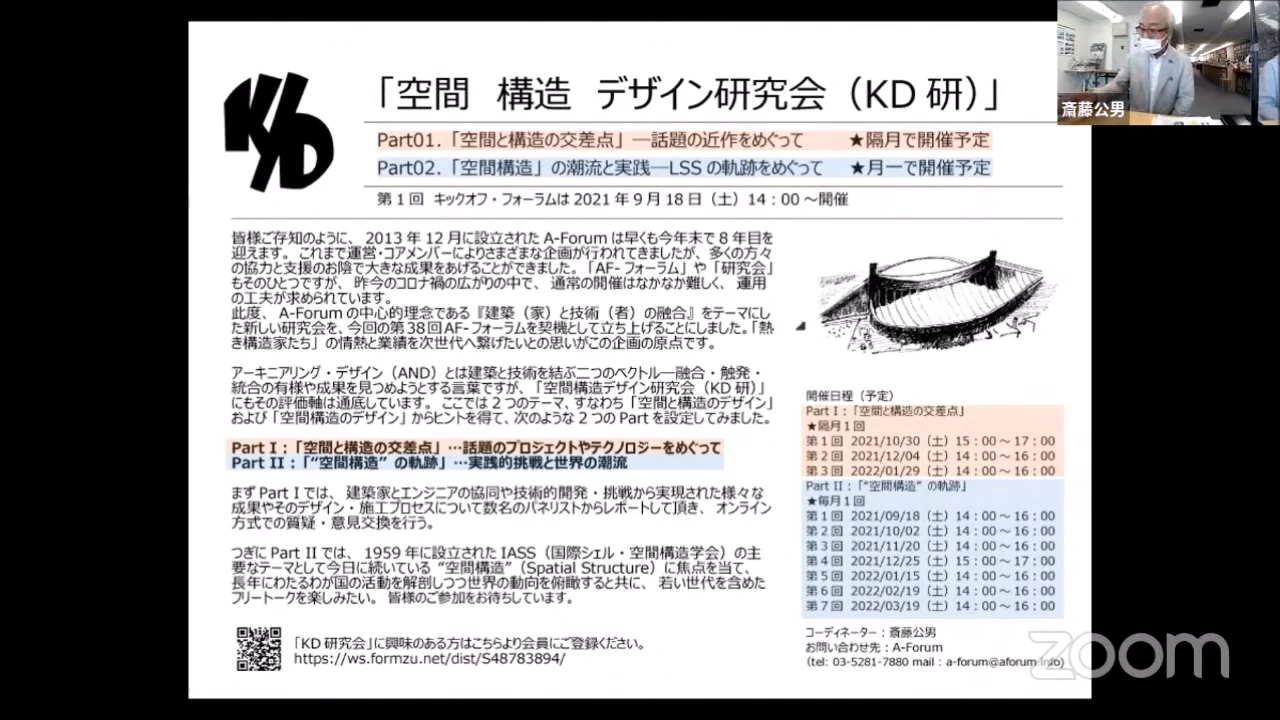 KD
「空間 構造 デザイン研究会（KD 研）」
斎藤公男
Part01．「空間と構造の交差点」―話題の近作をめぐって ★隔月で開催予定
Part02．「空間構造」の潮流と実践―LSS の軌跡をめぐって ★月一で開催予定
第１回 キックオフ・フォーラムは 2021 年 9 月 18 日（土）14：00 ～開催
皆様ご存知のように、 2013 年 12 月に設立された A-Forum は早くも今年末で 8 年目を
迎えます。 これまで運営・コアメンバーによりさまざまな企画が行われてきましたが、多くの方々
の協力と支援のお陰で大きな成果をあげることができました。「AF- フォーラム」や「研究会」
もそのひとつですが、 昨今のコロナ禍の広がりの中で、 通常の開催はなかなか難しく、 運用
の工夫が求められています。
此度、 A-Forum の中心的理念である『建築（家）と技術（者）の融合』をテーマにし
た新しい研究会を、今回の第 38 回 AF- フォーラムを契機として立ち上げることにしました。「熱
き構造家たち」の情熱と業績を次世代へ繋げたいとの思いがこの企画の原点です。
アーキニアリング・デザイン（AND）とは建築と技術を結ぶ二つのベクトル―融合・触発・
統合の有様や成果を見つめようとする言葉ですが、「空間構造デザイン研究会（KD 研）」
にもその評価軸は通底しています。 ここでは 2 つのテーマ、すなわち「空間と構造のデザイン」
および「空間構造のデザイン」からヒントを得て、次のような 2 つの Part を設定してみました。
Part I：「空間と構造の交差点」…話題のプロジェクトやテクノロジーをめぐって
Part II：「“空間構造” の軌跡」…実践的挑戦と世界の潮流
まず Part I では、 建築家とエンジニアの協同や技術的開発・挑戦から実現された様々な
成果やそのデザイン・施工プロセスについて数名のパネリストからレポートして頂き、 オンライン
方式での質疑・意見交換を行う。
つぎに Part II では、 1959 年に設立された IASS（国際シェル・空間構造学会）の主
要なテーマとして今日に続いている “空間構造”（Spatial Structure）に焦点を当て、
長年にわたるわが国の活動を解剖しつつ世界の動向を俯瞰すると共に、 若い世代を含めた
フリートークを楽しみたい。 皆様のご参加をお待ちしています。
「KD 研究会」に興味のある方はこちらより会員にご登録ください。
https://ws.formzu.net/dist/S48783894/
開催日程（予定）
Part I：「空間と構造の交差点」
★隔月１回
第１回 2021/10/30（土）15：00 ～ 17：00
第２回 2021/12/04（土）14：00 ～ 16：00
第３回 2022/01/29（土）14：00 ～ 16：00
Part II：「“空間構造” の軌跡」
★毎月１回
第１回 2021/09/18（土）14：00 ～ 16：00
第２回 2021/10/02（土）14：00 ～ 16：00
第３回 2021/11/20（土）14：00 ～ 16：00
第４回 2021/12/25（土）15：00 ～ 17：00
第５回 2022/01/15（土）14：00 ～ 16：00
第６回 2022/02/19（土）14：00 ～ 16：00
第７回 2022/03/19（土）14：00 ～ 16：00
コーディネーター：斎藤公男
お問い合わせ先：A-Forum
（tel: 03-5281-7880 mail：a-forum@aforum.info）
zoom